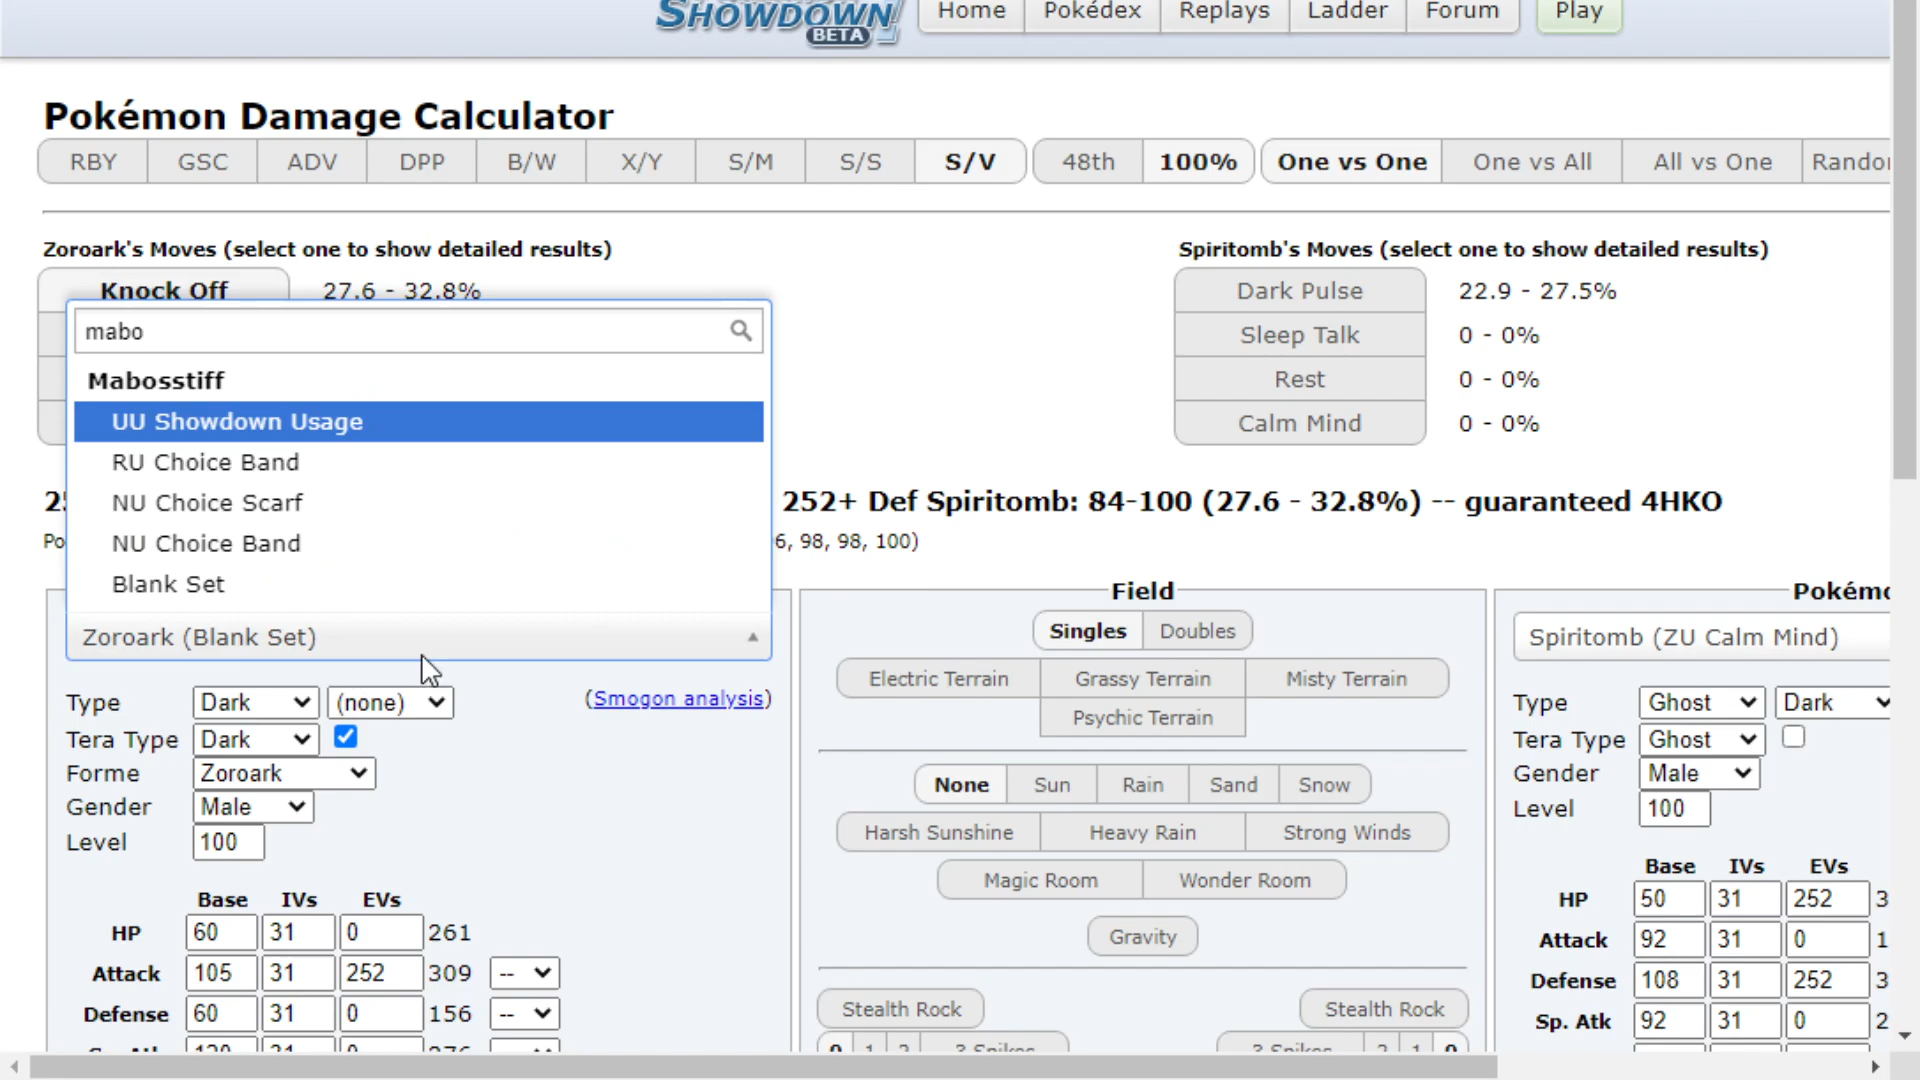 SHOWDOWN
BETA
Home Pokédex Replays Ladder Forum Play
Pokémon Damage Calculator
RBY GSC ADV DPP B/W X/Y S/M S/S S/V 48th 100% One vs One One vs All All vs One
Zoroark's Moves (select one to show detailed results)
Spiritomb's Moves (select one to show detailed results)
Knock Off 27.6 - 32.8%
Dark Pulse 22.9 - 27.5%
mabo
Sleep Talk 0 - 0%
Mabosstiff
Rest 0 - 0%
UU Showdown Usage
Calm Mind 0 - 0%
RU Choice Band
NU Choice Scarf
252+ Def Spiritomb: 84-100 (27.6 - 32.8%) -- guaranteed 4HKO
NU Choice Band
98, 98, 100)
Blank Set
Field
Zoroark (Blank Set)
Singles Doubles
Spiritomb (ZU Calm Mind)
Electric Terrain Grassy Terrain Misty Terrain
Psychic Terrain
Type Dark (none) (Smogon analysis)
Type Ghost Dark
Tera Type Dark
Tera Type Ghost
Forme Zoroark
Gender Male
Level 100
Gender Male
Level 100
None Sun Rain Sand Snow
Harsh Sunshine Heavy Rain Strong Winds
Magic Room Wonder Room
Gravity
Base IVs EVs
HP 60 31 0 261
Attack 105 31 252 309 --
Defense 60 31 0 156 --
Base IVs EVs
HP 50 31 252
Attack 92 31 0
Defense 108 31 252
Sp. Atk 92 31 0
Stealth Rock Stealth Rock
0 1 2 3 Spikes 3 Spikes 2 1 0